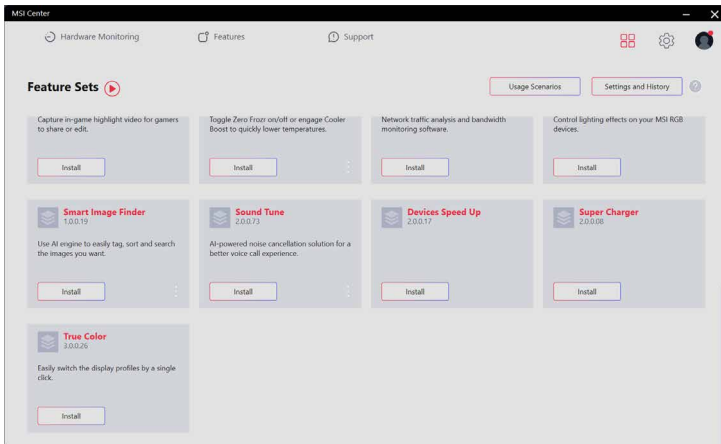 MSI Center
Hardware Monitoring
Features
Support
Feature Sets
Usage Scenarios
Settings and History
?
Capture in-game highlight video for gamers
to share or edit.
Install
Toggle Zero Frozr on/off or engage Cooler
Boost to quickly lower temperatures.
Install
Network traffic analysis and bandwidth
monitoring software.
Install
Control lighting effects on your MSI RGB
devices.
Install
Smart Image Finder
1.0.0.19
Use AI engine to easily tag, sort and search
the images you want.
Install
Sound Tune
2.0.0.73
AI-powered noise cancellation solution for a
better voice call experience.
Install
Devices Speed Up
2.0.0.17
Install
Super Charger
2.0.0.08
Install
True Color
3.0.0.26
Easily switch the display profiles by a single
click.
Install